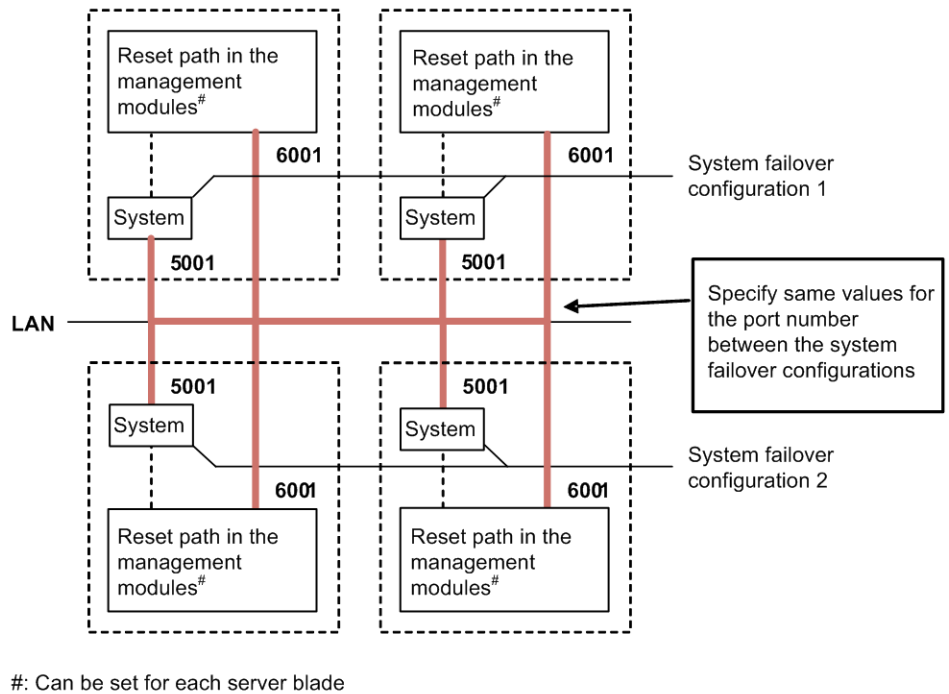 Reset path in the
management
modules#
Reset path in the
management
modules#
6001
6001
System failover
configuration 1
System
System
5001
5001
Specify same values for
the port number
between the system
failover configurations
LAN
5001
5001
System
System
System failover
configuration 2
6001
6001
Reset path in the
management
modules#
Reset path in the
management
modules#
#: Can be set for each server blade